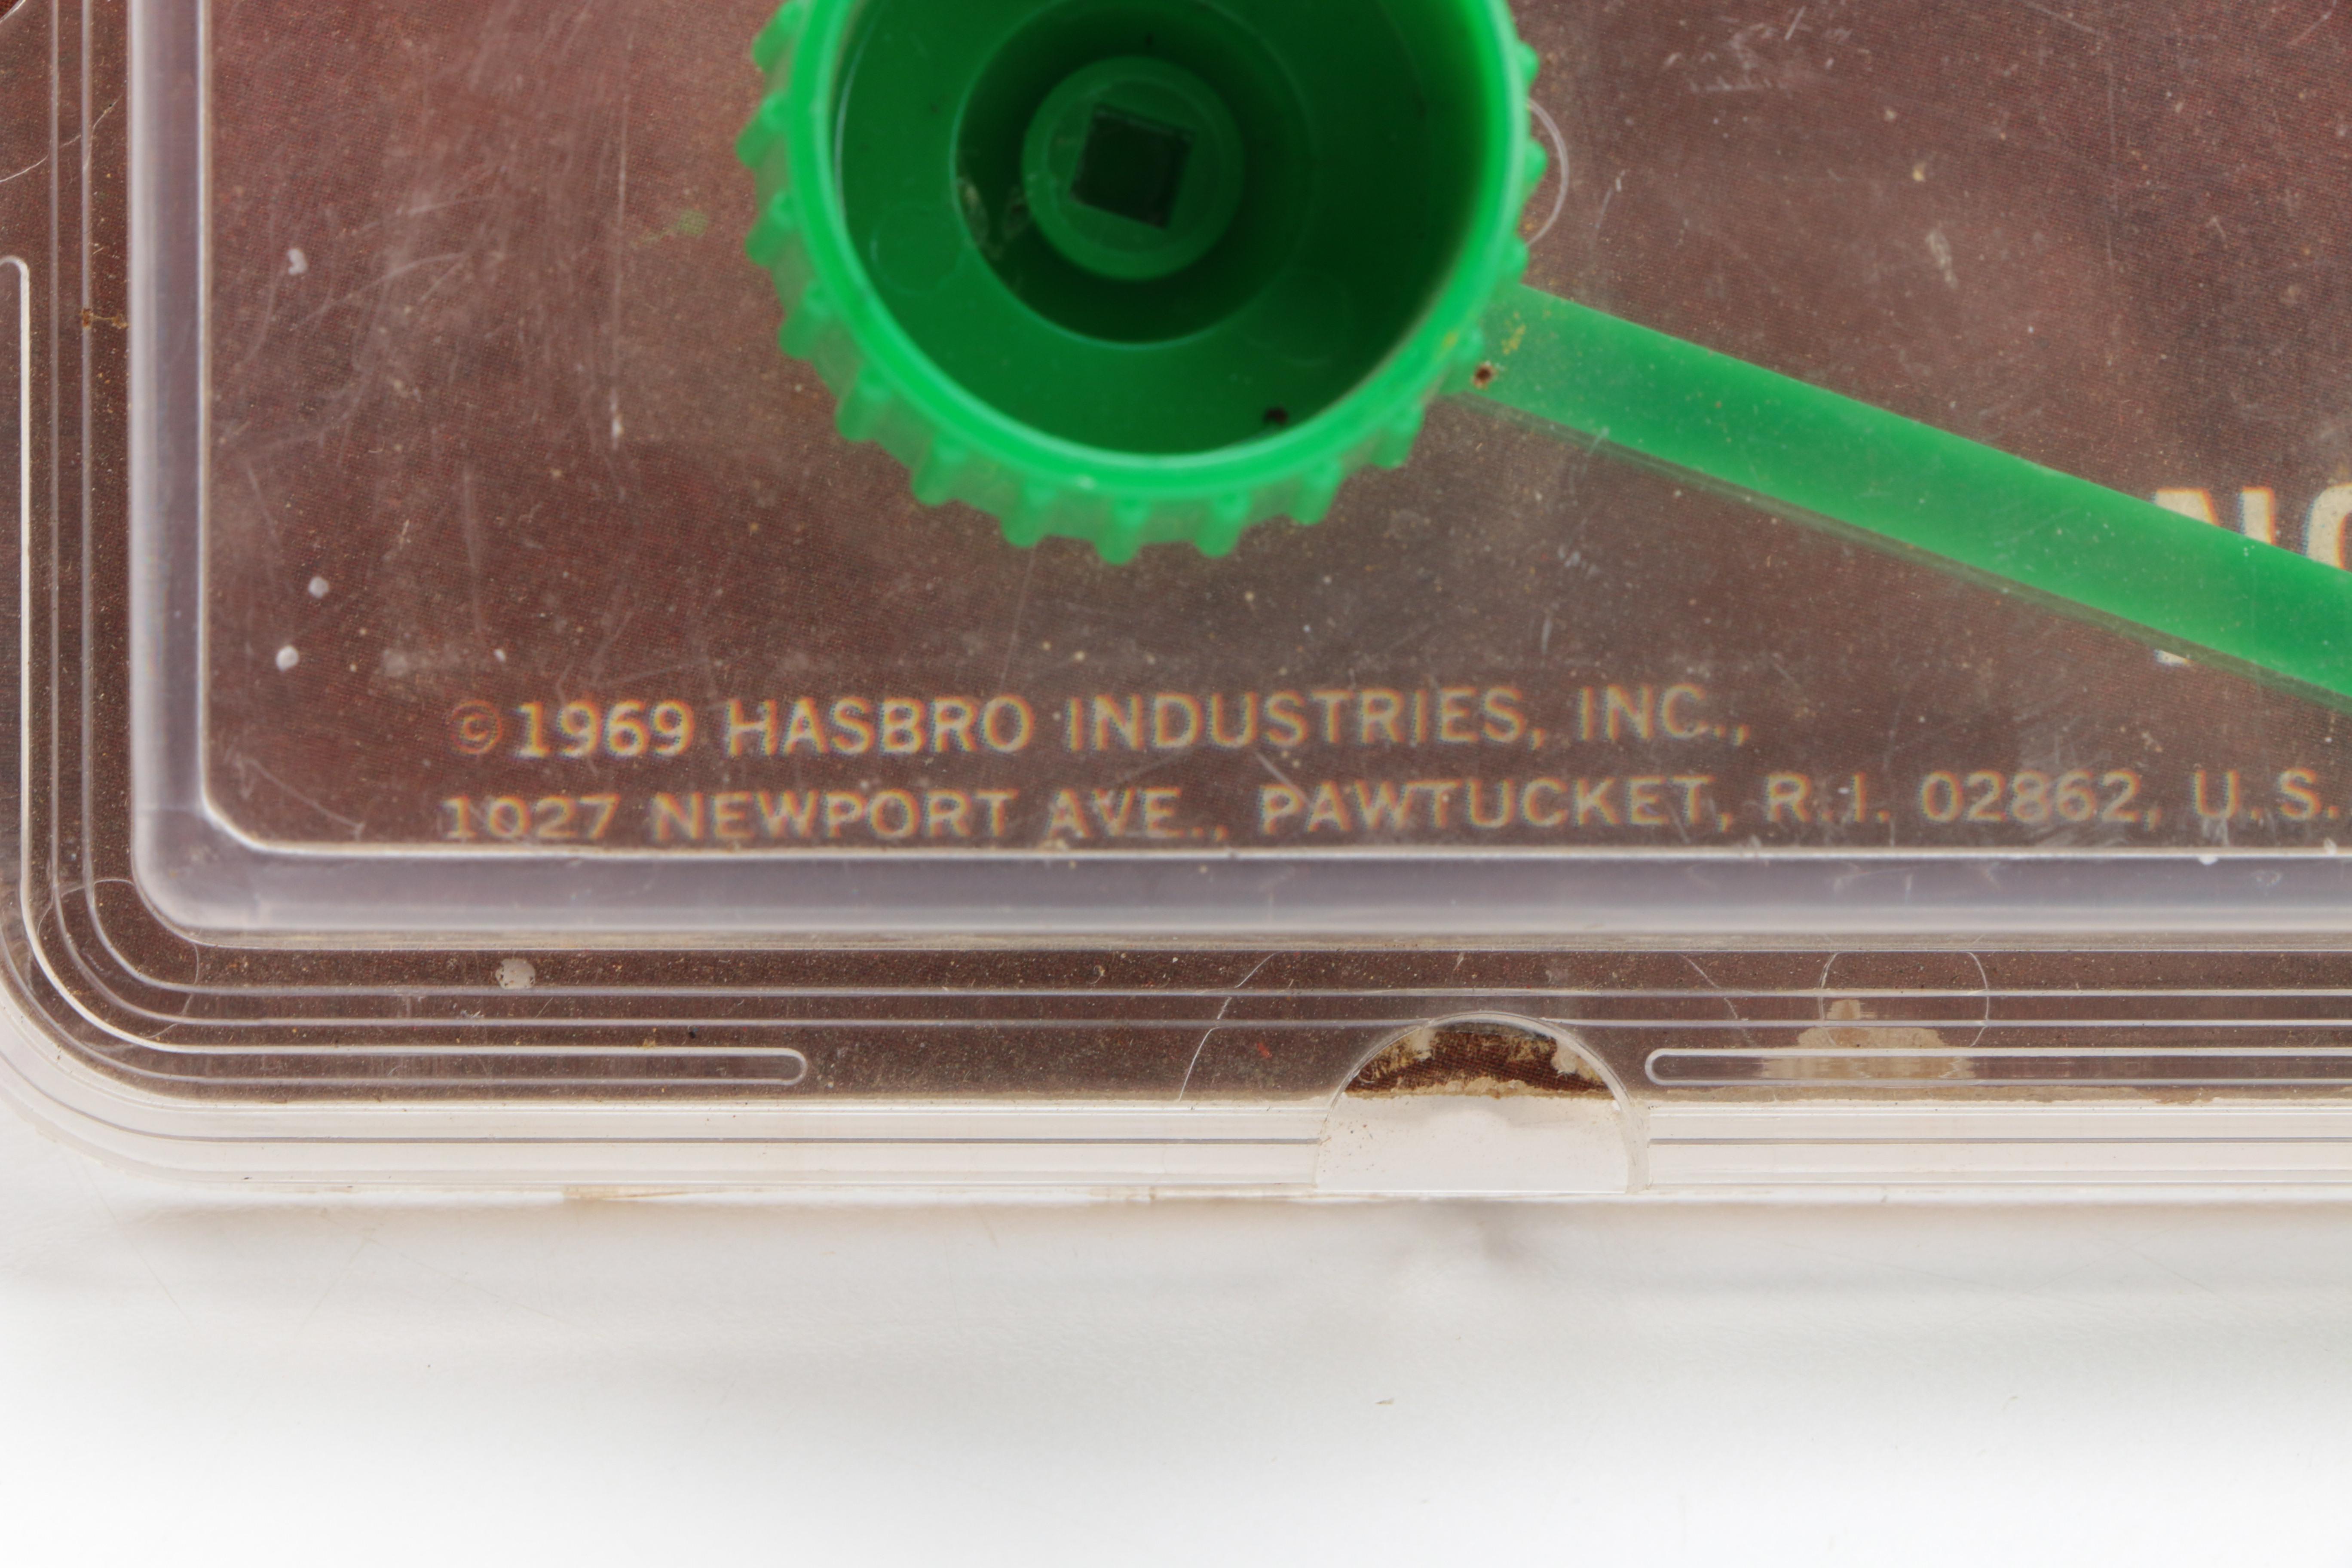 ©1969 HASBRO INDUSTRIES, INC.,
1027 NEWPORT AVE., PAWTUCKET, R.I. 02862, U.S.